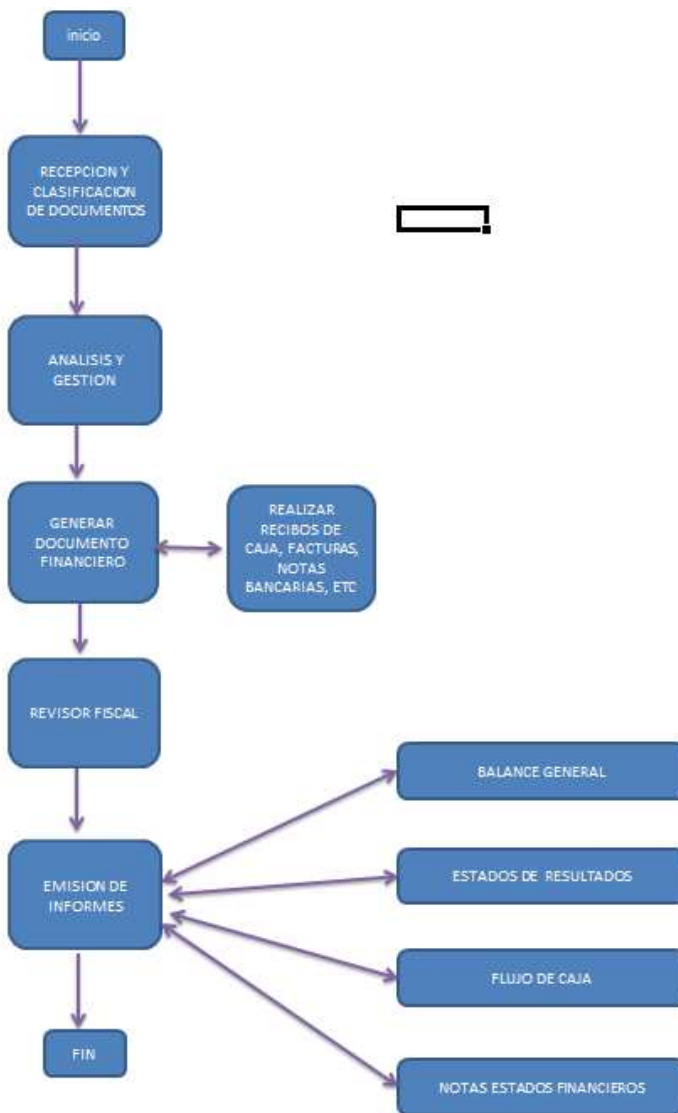 inicio
RECEPCION Y
CLASIFICACION
DE DOCUMENTOS
ANALISIS Y
GESTION
GENERAR
DOCUMENTO
FINANCIERO
REALIZAR
RECIBOS DE
CAJA, FACTURAS,
NOTAS
BANCARIAS, ETC
REVISOR FISCAL
EMISION DE
INFORMES
BALANCE GENERAL
ESTADOS DE RESULTADOS
FLUJO DE CAJA
NOTAS ESTADOS FINANCIEROS
FIN